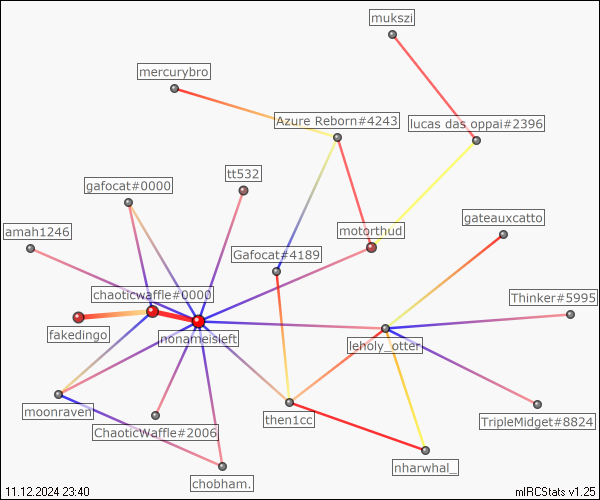 mukszi
mercurybro
Azure Reborn#4243
lucas das oppai#2396
tt532
gafocat#0000
gateauxcatto
amah1246
motorthud
Gafocat#4189
chaoticwaffle#0000
Thinker#5995
fakedingo
nonameisleft
leholy_otter
moonraven
then1cc
TripleMidget#8824
ChaoticWaffle#2006
nharwhal_
chobham.
11.12.2024 23:40
mIRCStats v1.25